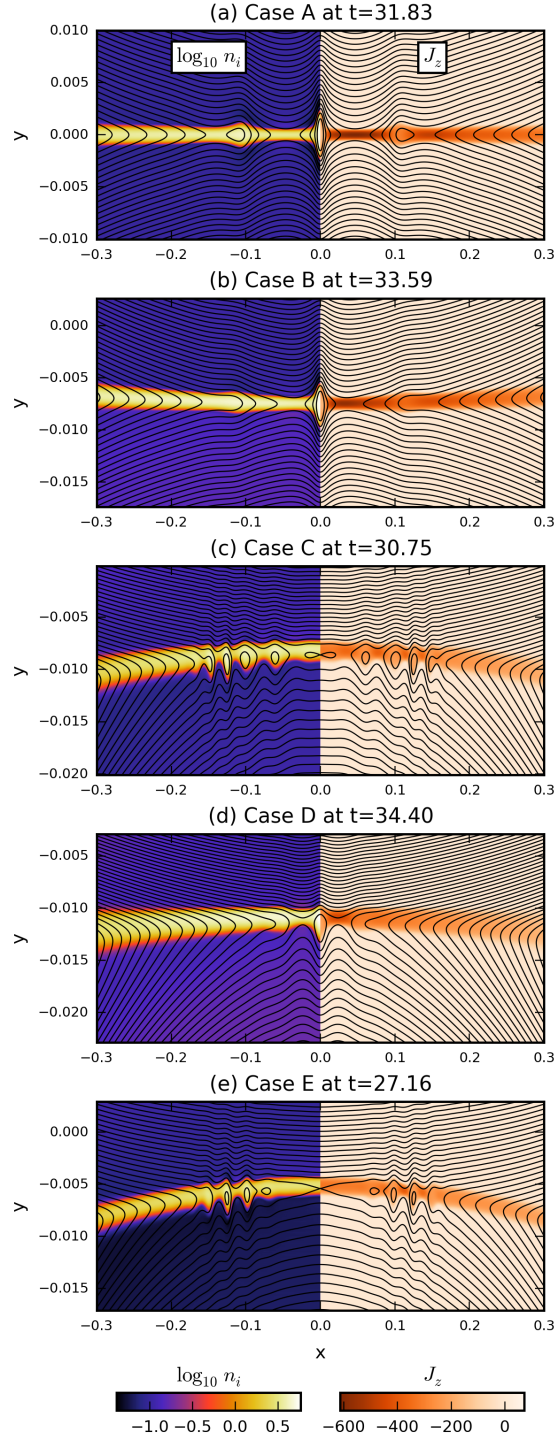 (a) Case A at t=31.83
log₁₀ nᵢ
J_z
0.010
0.005
0.000
−0.005
−0.010
y
−0.3 −0.2 −0.1 0.0 0.1 0.2 0.3
(b) Case B at t=33.59
0.000
−0.005
−0.010
−0.015
y
−0.3 −0.2 −0.1 0.0 0.1 0.2 0.3
(c) Case C at t=30.75
−0.005
−0.010
−0.015
−0.020
y
−0.3 −0.2 −0.1 0.0 0.1 0.2 0.3
(d) Case D at t=34.40
−0.005
−0.010
−0.015
−0.020
y
−0.3 −0.2 −0.1 0.0 0.1 0.2 0.3
(e) Case E at t=27.16
0.000
−0.005
−0.010
−0.015
y
−0.3 −0.2 −0.1 0.0 0.1 0.2 0.3
x
log₁₀ nᵢ
J_z
−1.0 −0.5 0.0 0.5
−600 −400 −200 0